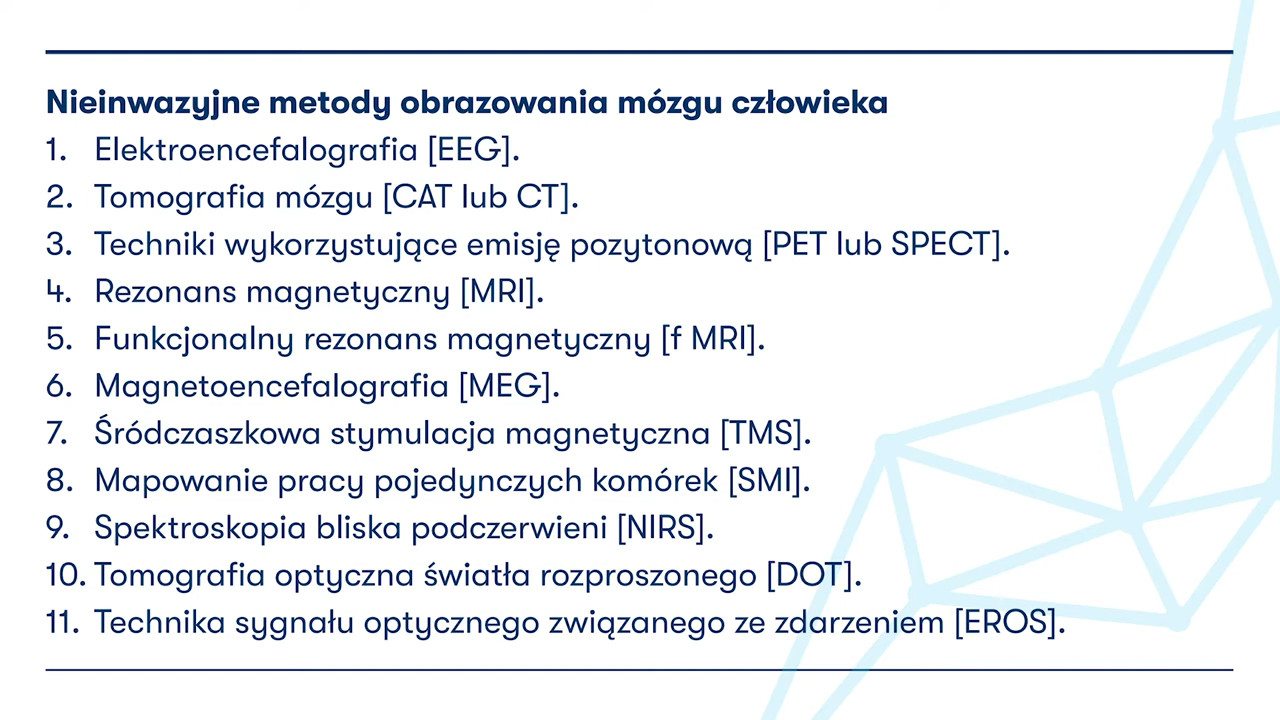 Nieinwazyjne metody obrazowania mózgu człowieka
1. Elektroencefalografia [EEG].
2. Tomografia mózgu [CAT lub CT].
3. Techniki wykorzystujące emisję pozytonową [PET lub SPECT].
4. Rezonans magnetyczny [MRI].
5. Funkcjonalny rezonans magnetyczny [f MRI].
6. Magnetoencefalografia [MEG].
7. Śródczaszkowa stymulacja magnetyczna [TMS].
8. Mapowanie pracy pojedynczych komórek [SMI].
9. Spektroskopia bliska podczerwieni [NIRS].
10. Tomografia optyczna światła rozproszonego [DOT].
11. Technika sygnału optycznego związanego ze zdarzeniem [EROS].